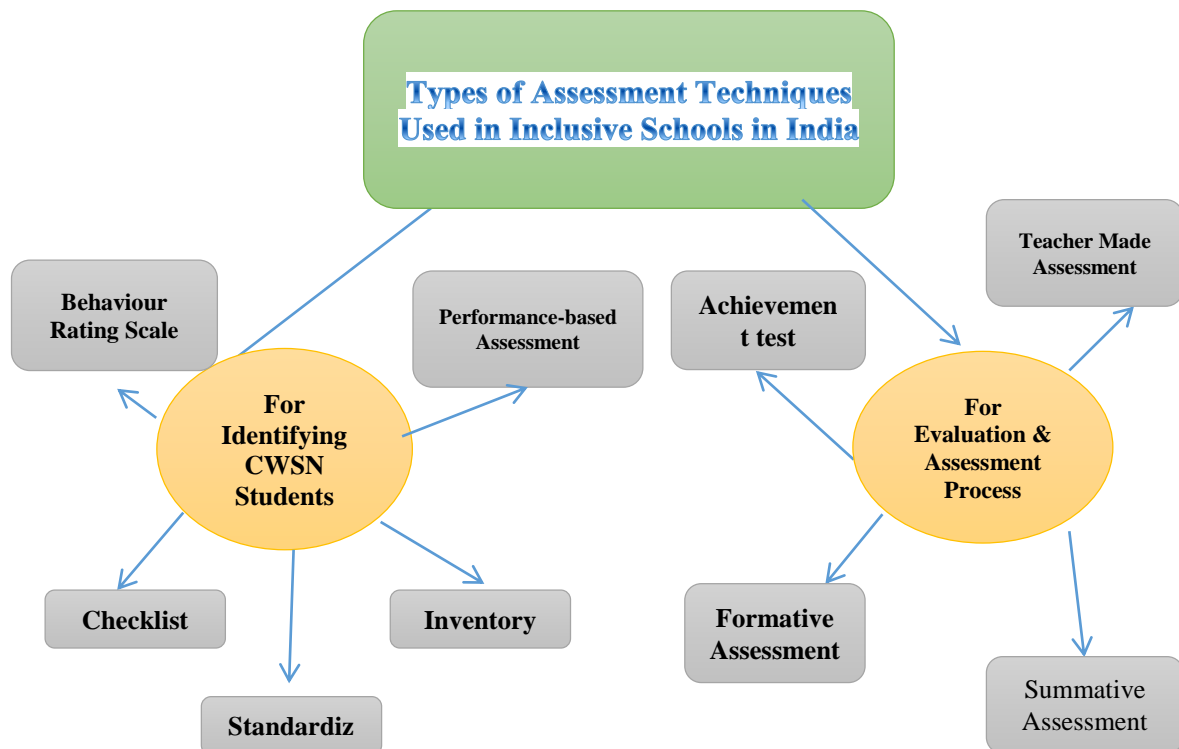 Types of Assessment Techniques
Used in Inclusive Schools in India
Teacher Made
Assessment
Behaviour
Rating Scale
Performance-based
Assessment
Achievemen
t test
For
Identifying
CWSN
Students
For
Evaluation &
Assessment
Process
Checklist
Inventory
Formative
Assessment
Standardiz
Summative
Assessment